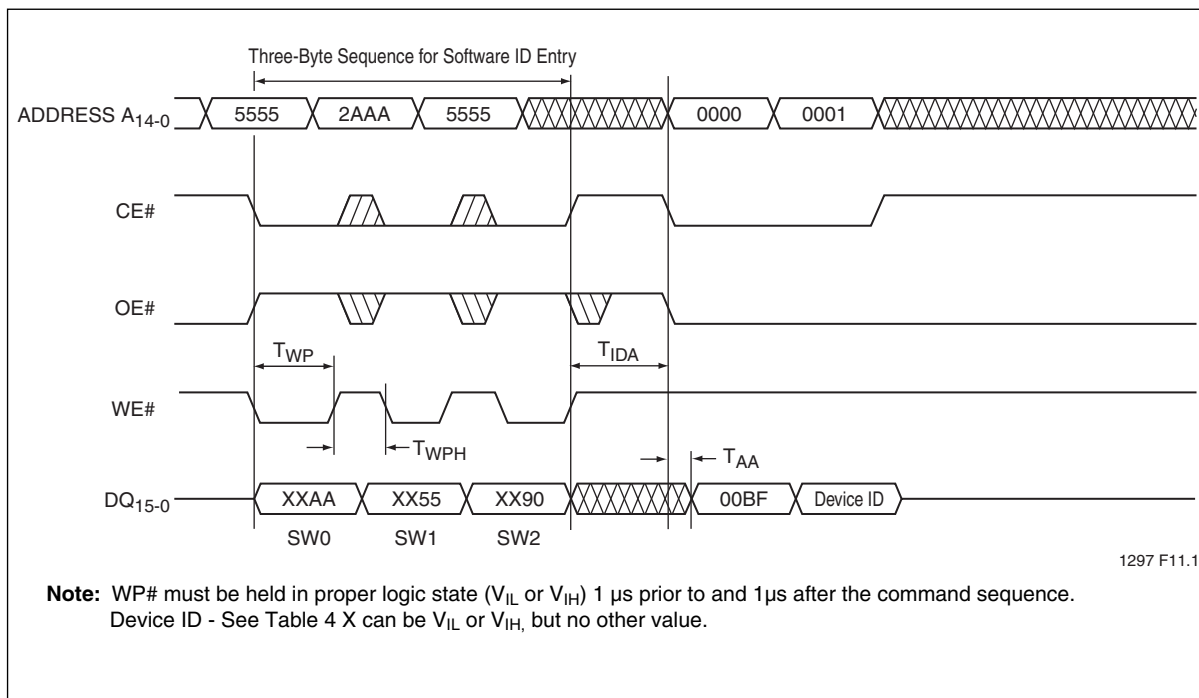 Three-Byte Sequence for Software ID Entry
ADDRESS A14-0 5555 2AAA 5555 0000 0001
CE#
OE#
TWP TIDA
WE#
TWPH TAA
DQ15-0 XXAA XX55 XX90 00BF Device ID
SW0 SW1 SW2
1297 F11.1
Note: WP# must be held in proper logic state (VIL or VIH) 1 µs prior to and 1µs after the command sequence.
Device ID - See Table 4 X can be VIL or VIH, but no other value.